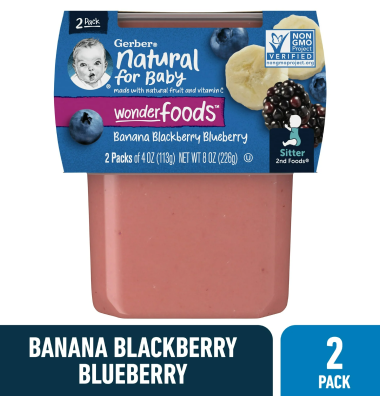 2 Pack
Gerber®
natural
for Baby
made with natural fruit and vitamin C
wonderfoods™
Banana Blackberry Blueberry
2 Packs of 4 OZ (113g) NET WT 8 OZ (226g) U
NON
GMO
Project
VERIFIED
nongmoproject.org
Sitter
2nd Foods®
BANANA BLACKBERRY
BLUEBERRY
2
PACK